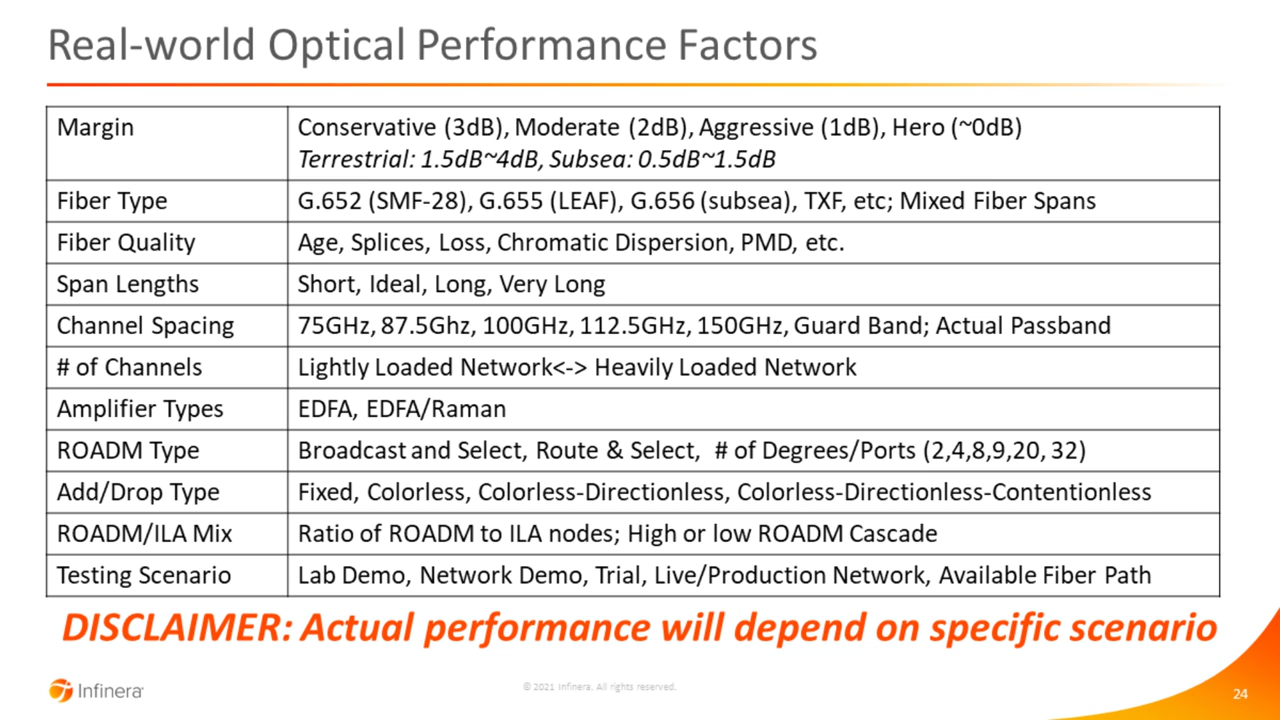 Real-world Optical Performance Factors
Margin
Conservative (3dB), Moderate (2dB), Aggressive (1dB), Hero (~0dB)
Terrestrial: 1.5dB~4dB, Subsea: 0.5dB~1.5dB
Fiber Type
G.652 (SMF-28), G.655 (LEAF), G.656 (subsea), TXF, etc; Mixed Fiber Spans
Fiber Quality
Age, Splices, Loss, Chromatic Dispersion, PMD, etc.
Span Lengths
Short, Ideal, Long, Very Long
Channel Spacing
75GHz, 87.5Ghz, 100GHz, 112.5GHz, 150GHz, Guard Band; Actual Passband
# of Channels
Lightly Loaded Network<-> Heavily Loaded Network
Amplifier Types
EDFA, EDFA/Raman
ROADM Type
Broadcast and Select, Route & Select, # of Degrees/Ports (2,4,8,9,20, 32)
Add/Drop Type
Fixed, Colorless, Colorless-Directionless, Colorless-Directionless-Contentionless
ROADM/ILA Mix
Ratio of ROADM to ILA nodes; High or low ROADM Cascade
Testing Scenario
Lab Demo, Network Demo, Trial, Live/Production Network, Available Fiber Path
DISCLAIMER: Actual performance will depend on specific scenario
Infinera
© 2021 Infinera. All rights reserved.
24